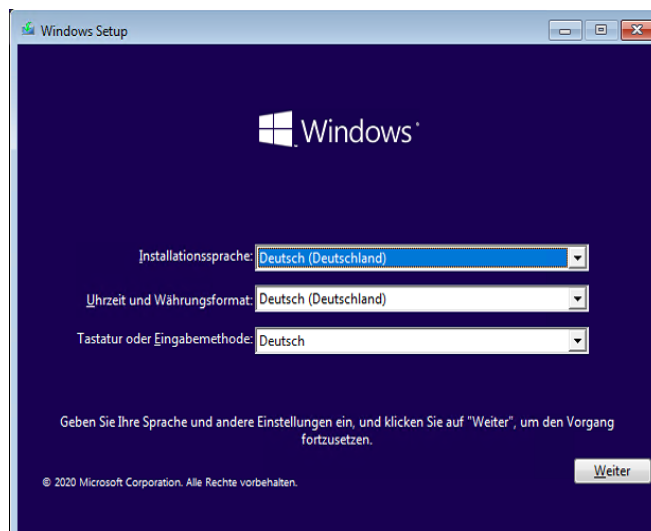 Windows Setup
Windows
Installationssprache: Deutsch (Deutschland)
Uhrzeit und Währungsformat: Deutsch (Deutschland)
Tastatur oder Eingabemethode: Deutsch
Geben Sie Ihre Sprache und andere Einstellungen ein, und klicken Sie auf "Weiter", um den Vorgang
fortzusetzen.
Weiter
© 2020 Microsoft Corporation. Alle Rechte vorbehalten.